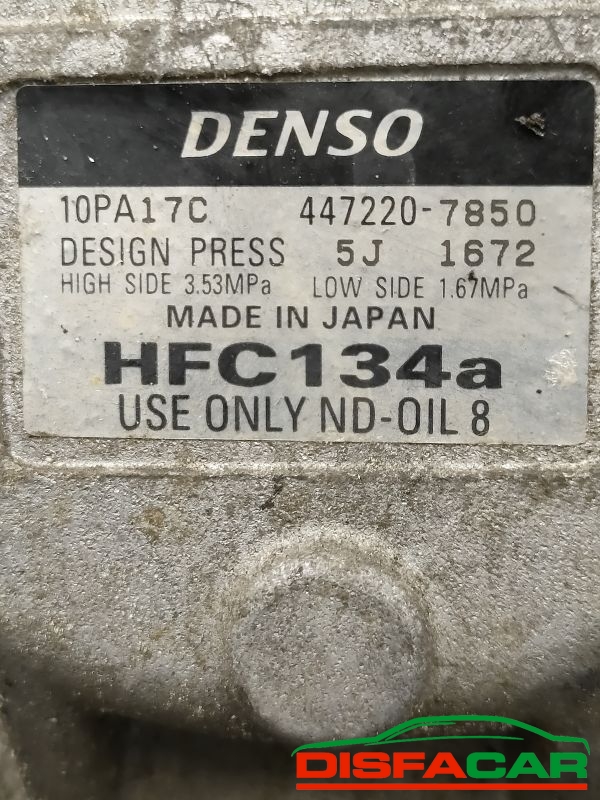 DENSO
10PA17C 447220-7850
DESIGN PRESS 5J 1672
HIGH SIDE 3.53MPa LOW SIDE 1.67MPa
MADE IN JAPAN
HFC134a
USE ONLY ND-OIL 8
DISFACAR